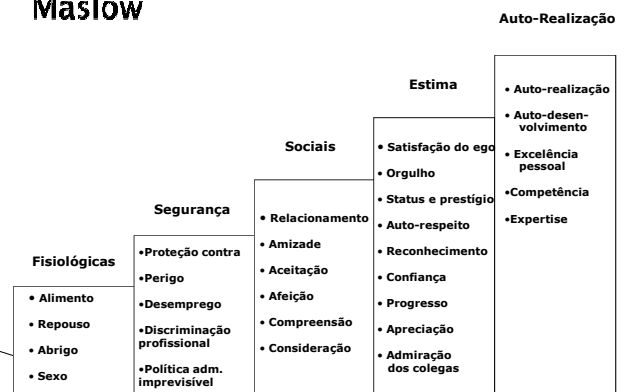 Maslow
Auto-Realização
• Auto-realização
• Auto-desen-
volvimento
• Excelência
pessoal
•Competência
•Expertise
Estima
• Satisfação do ego
• Orgulho
• Status e prestígio
• Auto-respeito
• Reconhecimento
• Confiança
• Progresso
• Apreciação
• Admiração
dos colegas
Sociais
• Relacionamento
• Amizade
• Aceitação
• Afeição
• Compreensão
• Consideração
Segurança
•Proteção contra
•Perigo
•Desemprego
•Discriminação
profissional
•Política adm.
imprevisível
Fisiológicas
• Alimento
• Repouso
• Abrigo
• Sexo